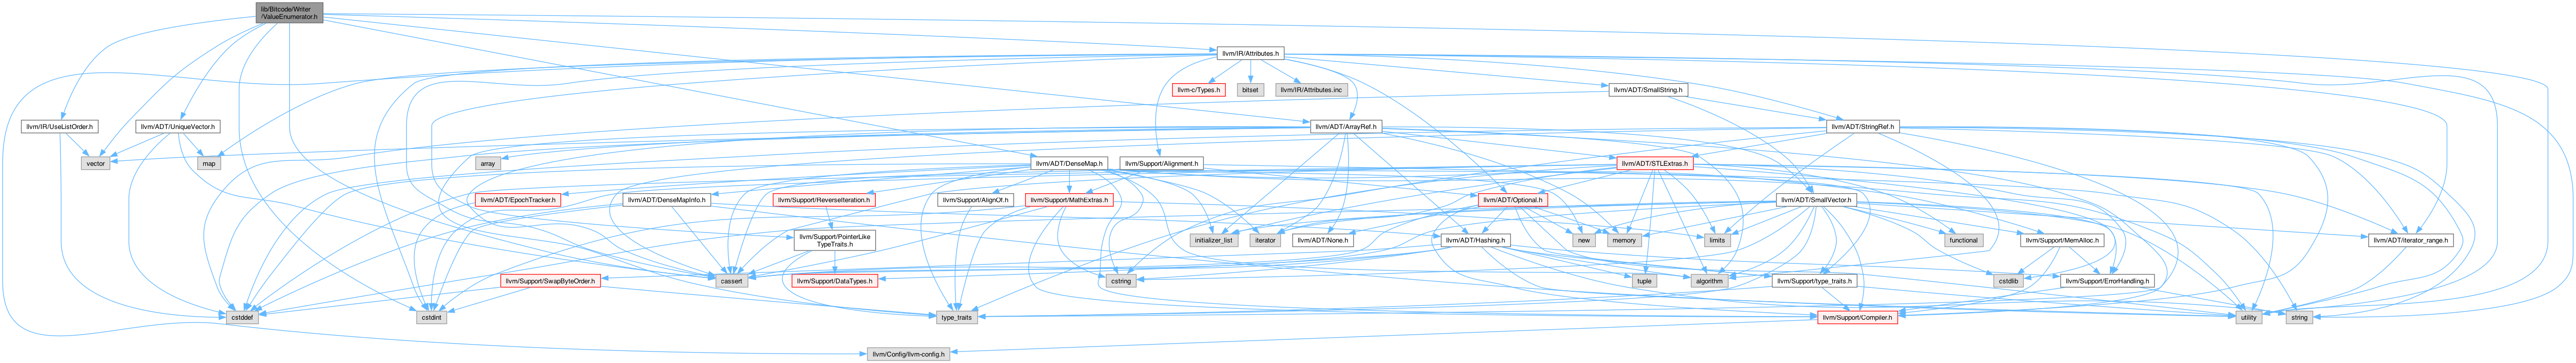 lib/Bitcode/Writer
/ValueEnumerator.h
llvm/IR/Attributes.h
llvm-c/Types.h
bitset
llvm/IR/Attributes.inc
llvm/ADT/SmallString.h
llvm/IR/UseListOrder.h
llvm/ADT/UniqueVector.h
llvm/ADT/ArrayRef.h
llvm/ADT/StringRef.h
vector
map
array
llvm/ADT/DenseMap.h
llvm/Support/Alignment.h
llvm/ADT/STLExtras.h
llvm/ADT/EpochTracker.h
llvm/ADT/DenseMapInfo.h
llvm/Support/ReverseIteration.h
llvm/Support/AlignOf.h
llvm/Support/MathExtras.h
llvm/ADT/Optional.h
llvm/ADT/SmallVector.h
llvm/Support/PointerLike
TypeTraits.h
initializer_list
iterator
llvm/ADT/None.h
llvm/ADT/Hashing.h
new
memory
limits
functional
llvm/Support/MemAlloc.h
llvm/ADT/iterator_range.h
llvm/Support/SwapByteOrder.h
cassert
llvm/Support/DataTypes.h
cstring
tuple
algorithm
llvm/Support/type_traits.h
cstdlib
llvm/Support/ErrorHandling.h
cstddef
cstdint
type_traits
llvm/Support/Compiler.h
utility
string
llvm/Config/llvm-config.h